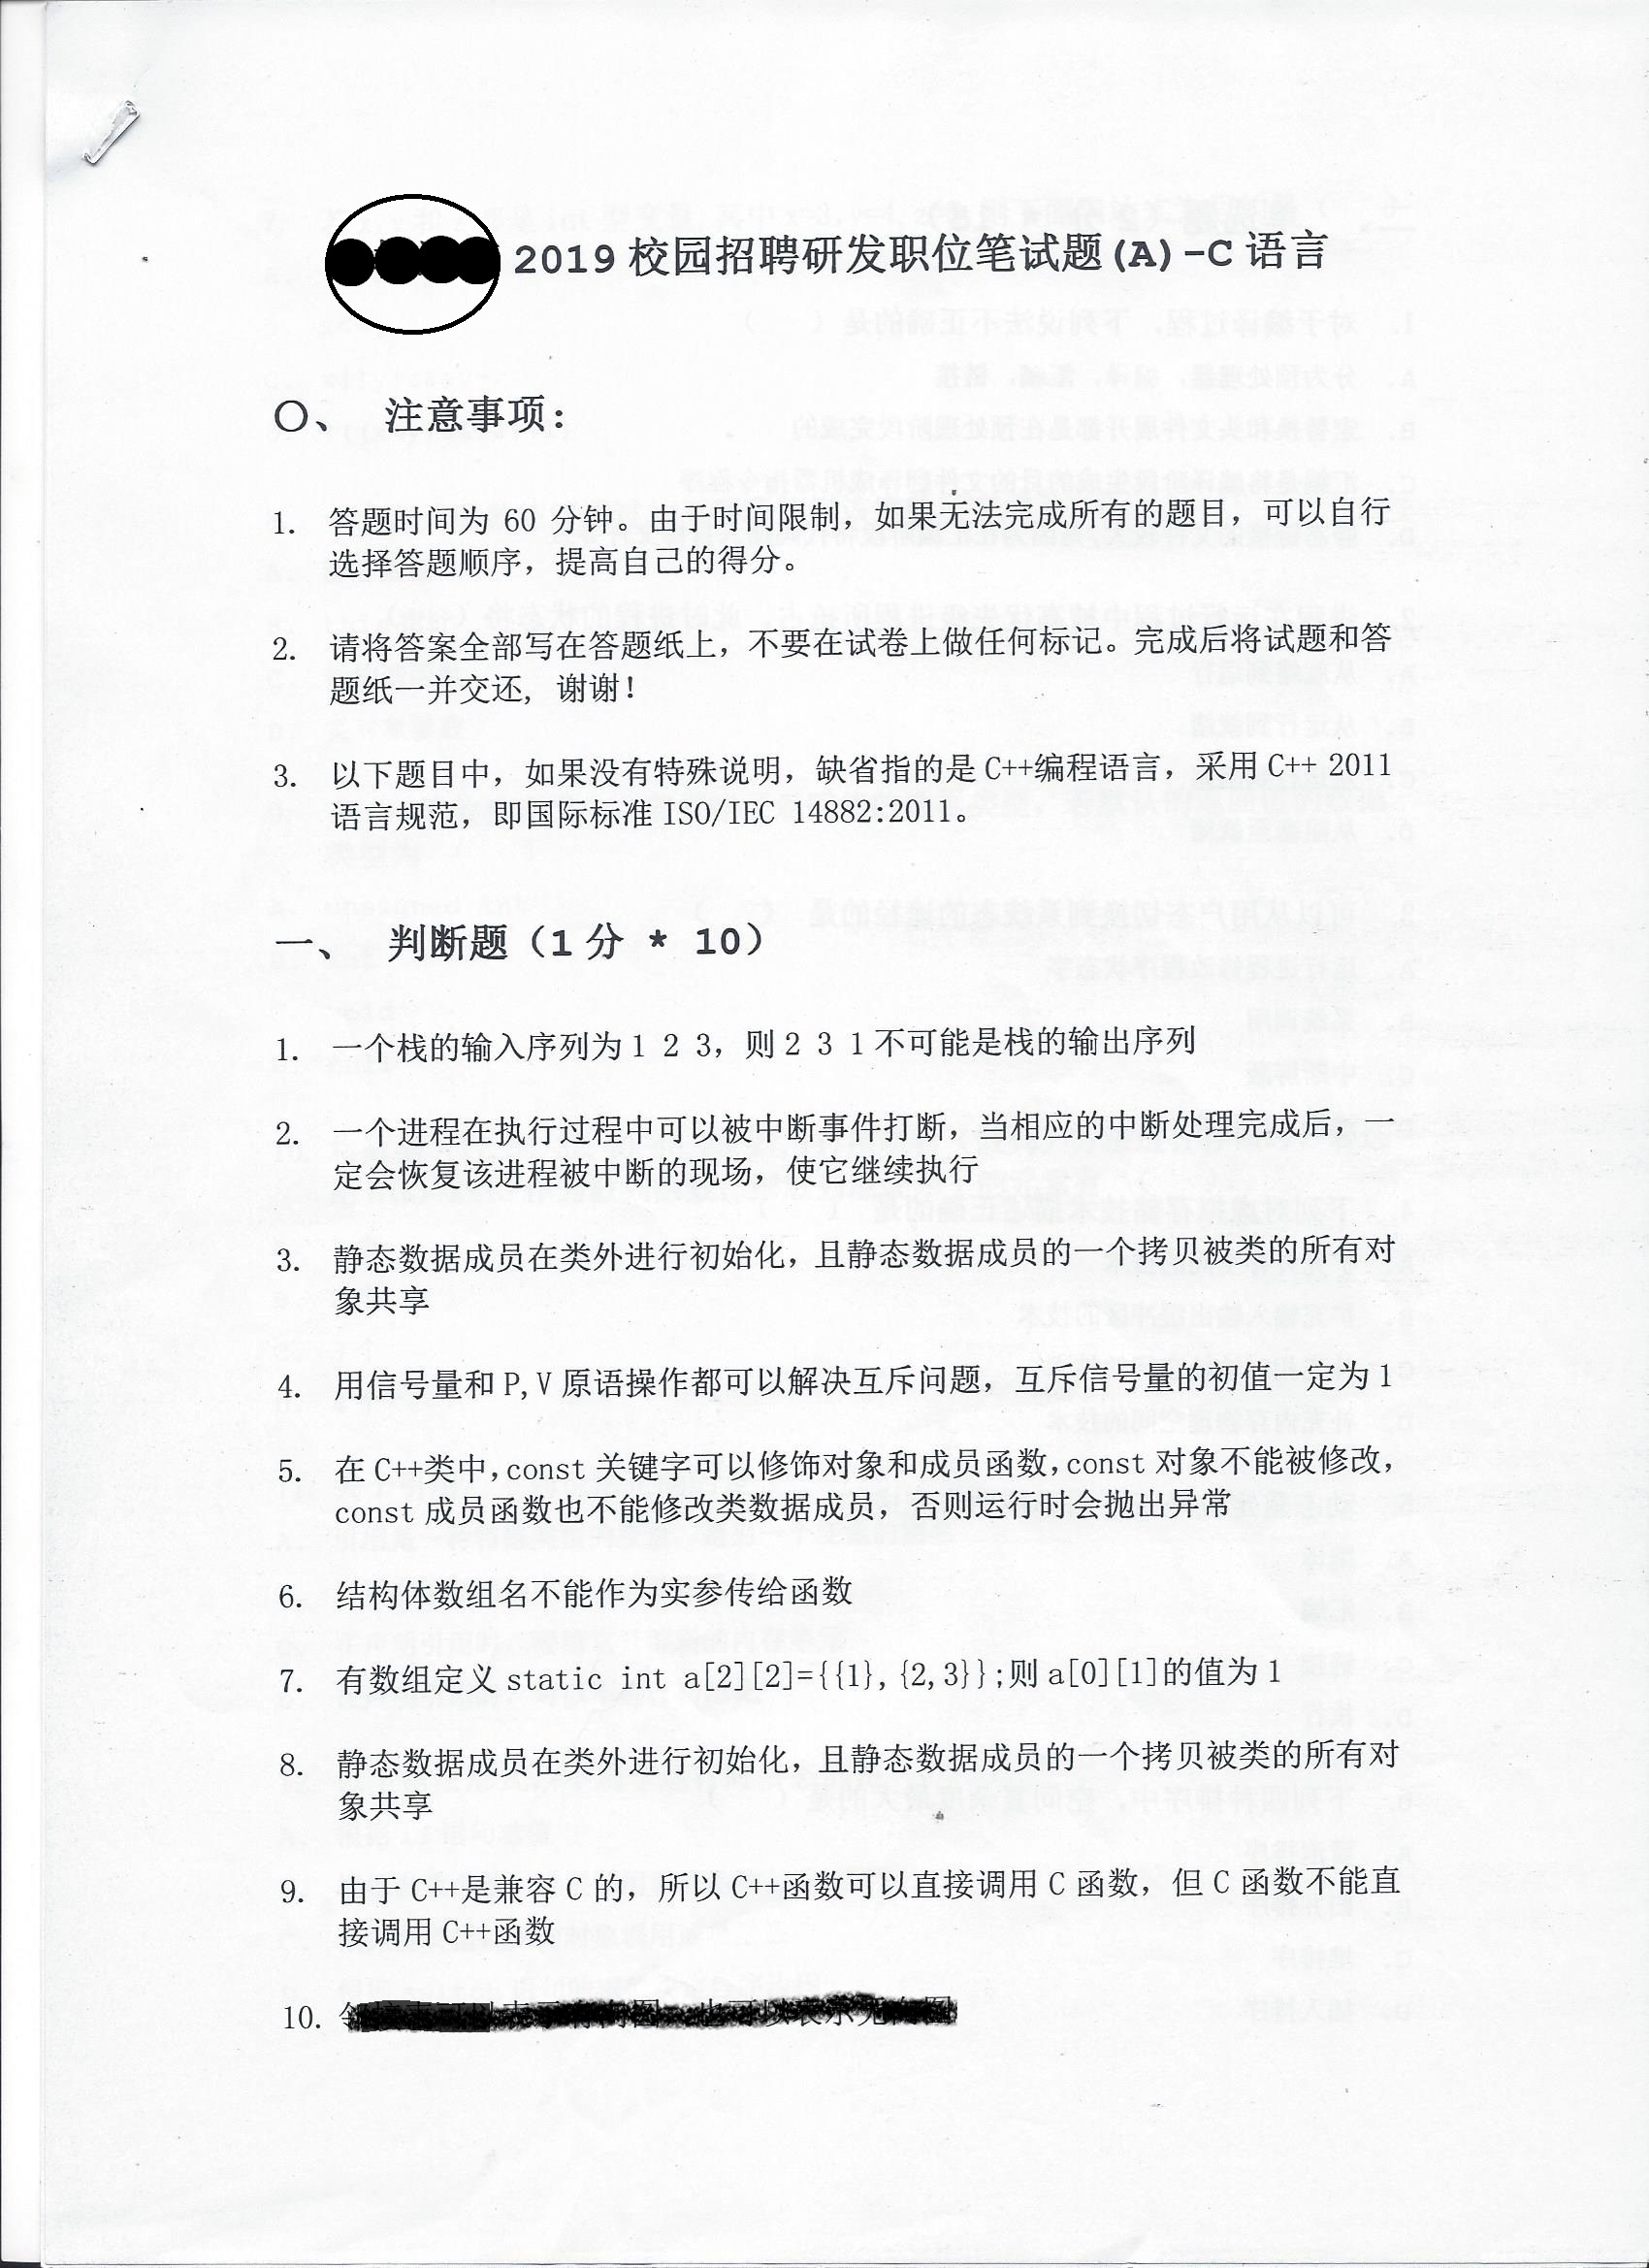 2019 校园招聘研发职位笔试题(A)-C 语言
〇、 注意事项：
1. 答题时间为 60 分钟。由于时间限制，如果无法完成所有的题目，可以自行
选择答题顺序，提高自己的得分。
2. 请将答案全部写在答题纸上，不要在试卷上做任何标记。完成后将试题和答
题纸一并交还, 谢谢！
3. 以下题目中，如果没有特殊说明，缺省指的是 C++编程语言，采用 C++ 2011
语言规范，即国际标准 ISO/IEC 14882:2011。
一、 判断题（1 分 * 10）
1. 一个栈的输入序列为 1 2 3，则 2 3 1 不可能是栈的输出序列
2. 一个进程在执行过程中可以被中断事件打断，当相应的中断处理完成后，一
定会恢复该进程被中断的现场，使它继续执行
3. 静态数据成员在类外进行初始化，且静态数据成员的一个拷贝被类的所有对
象共享
4. 用信号量和 P,V 原语操作都可以解决互斥问题，互斥信号量的初值一定为 1
5. 在 C++类中，const 关键字可以修饰对象和成员函数，const 对象不能被修改，
const 成员函数也不能修改类数据成员，否则运行时会抛出异常
6. 结构体数组名不能作为实参传给函数
7. 有数组定义 static int a[2][2]={{1},{2,3}};则 a[0][1]的值为 1
8. 静态数据成员在类外进行初始化，且静态数据成员的一个拷贝被类的所有对
象共享
9. 由于 C++是兼容 C 的，所以 C++函数可以直接调用 C 函数，但 C 函数不能直
接调用 C++函数
10.